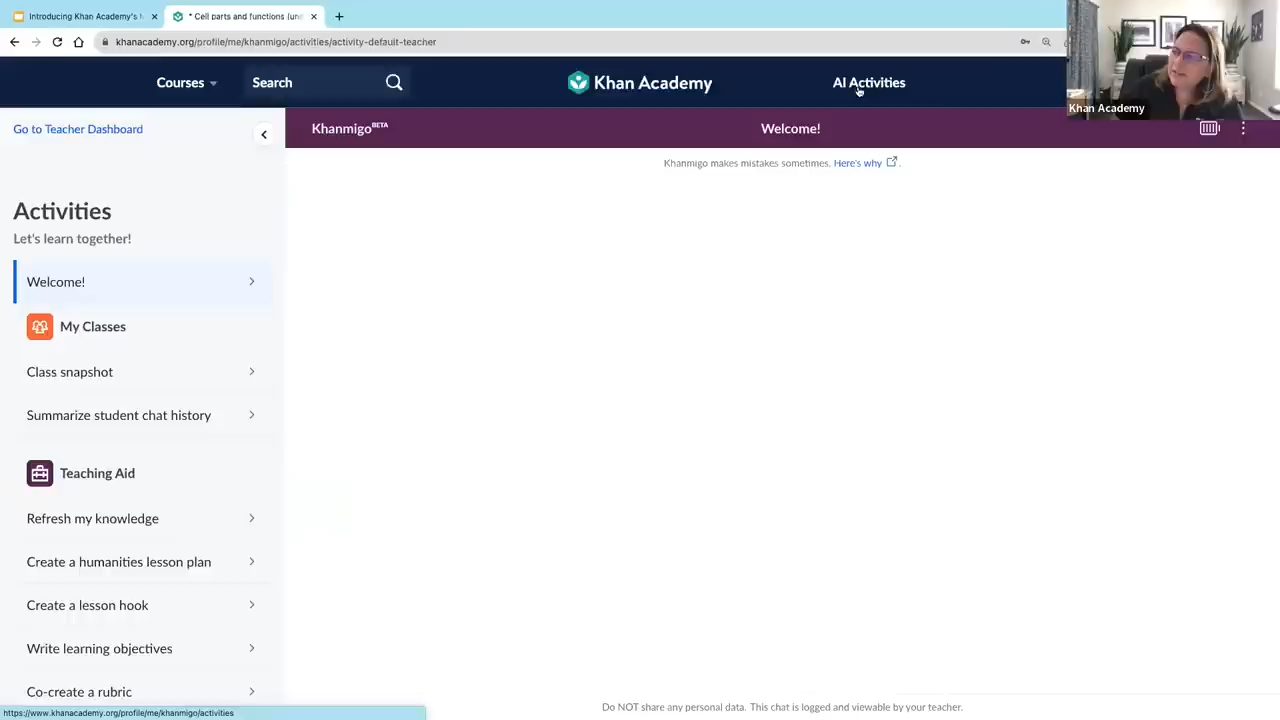 Introducing Khan Academy's
* Cell parts and functions (un
khanacademy.org/profile/me/khanmigo/activities/activity-default-teacher
Courses
Search
Khan Academy
AI Activities
Khan Academy
Go to Teacher Dashboard
Khanmigo BETA
Welcome!
Khanmigo makes mistakes sometimes. Here's why .
Activities
Let's learn together!
Welcome!
My Classes
Class snapshot
Summarize student chat history
Teaching Aid
Refresh my knowledge
Create a humanities lesson plan
Create a lesson hook
Write learning objectives
Co-create a rubric
Do NOT share any personal data. This chat is logged and viewable by your teacher.
https://www.khanacademy.org/profile/me/khanmigo/activities